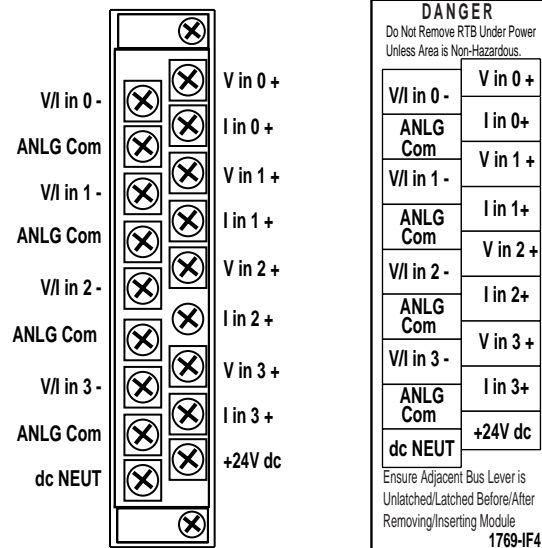 V in 0 +
V/I in 0 -
I in 0 +
ANLG Com
V in 1 +
V/I in 1 -
I in 1 +
ANLG Com
V in 2 +
V/I in 2 -
I in 2 +
ANLG Com
V in 3 +
V/I in 3 -
I in 3 +
ANLG Com
+24V dc
dc NEUT
DANGER
Do Not Remove RTB Under Power
Unless Area is Non-Hazardous.
V in 0 +
V/I in 0 -
I in 0+
ANLG
Com
V in 1 +
V/I in 1 -
I in 1+
ANLG
Com
V in 2 +
V/I in 2 -
I in 2+
ANLG
Com
V in 3 +
V/I in 3 -
I in 3+
ANLG
Com
+24V dc
dc NEUT
Ensure Adjacent Bus Lever is
Unlatched/Latched Before/After
Removing/Inserting Module
1769-IF4